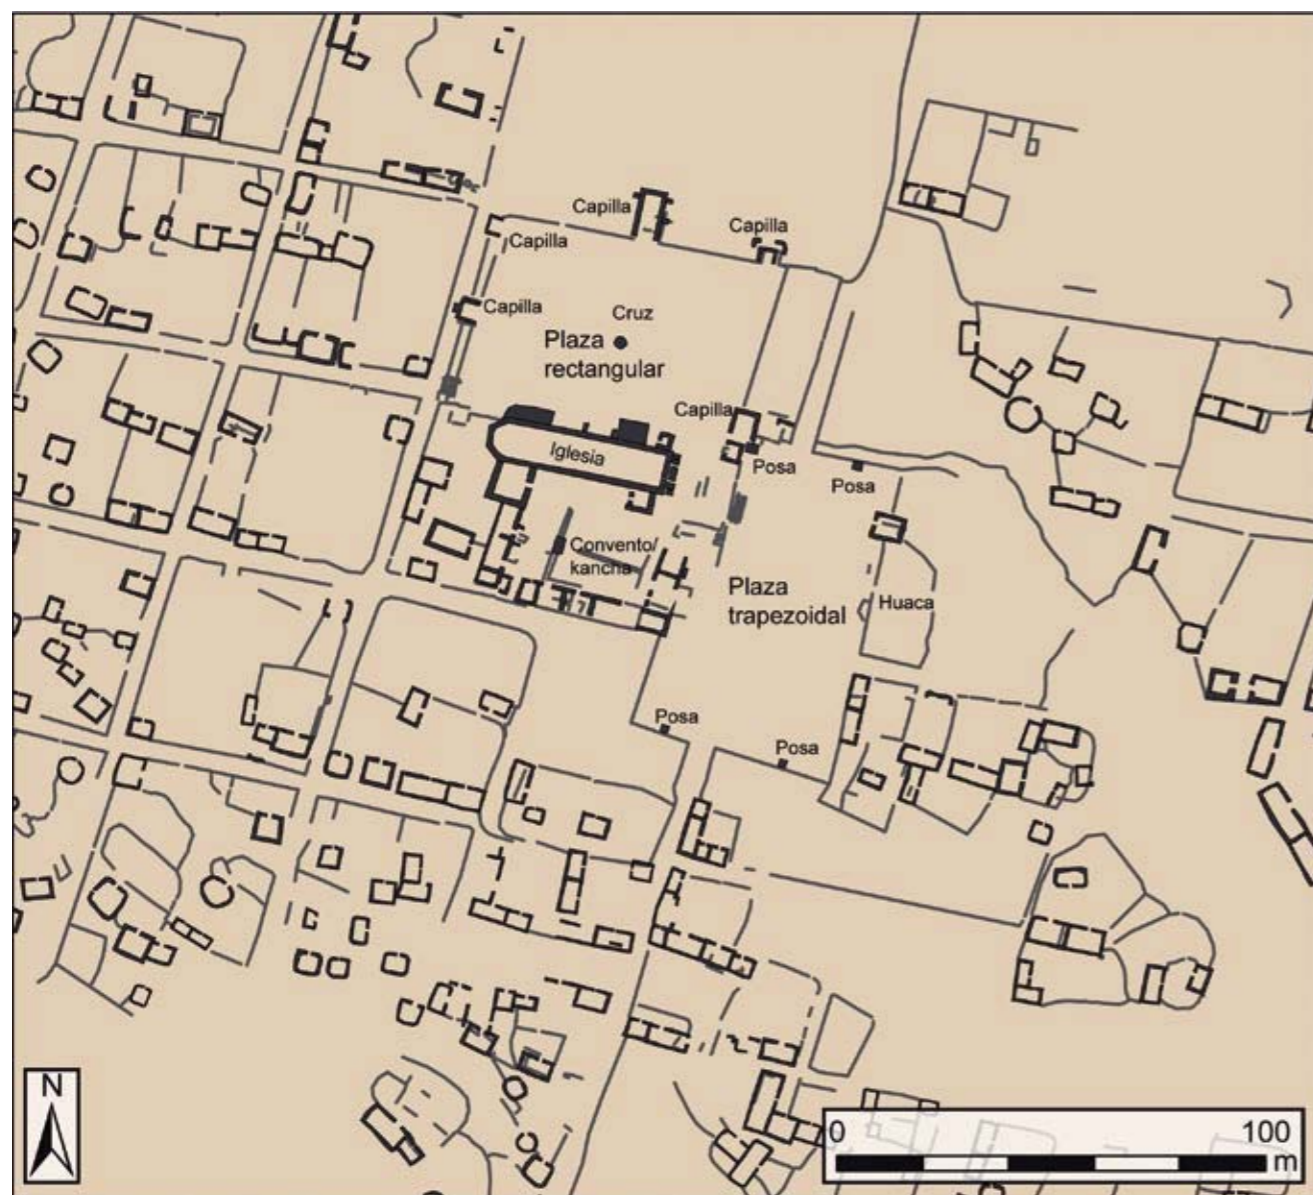 Capilla
Capilla
Capilla
Capilla
Cruz
Plaza
rectangular
Capilla
Iglesia
Posa
Posa
Convento/
kancha
Plaza
trapezoidal
Huaca
Posa
Posa
N
0 100
m